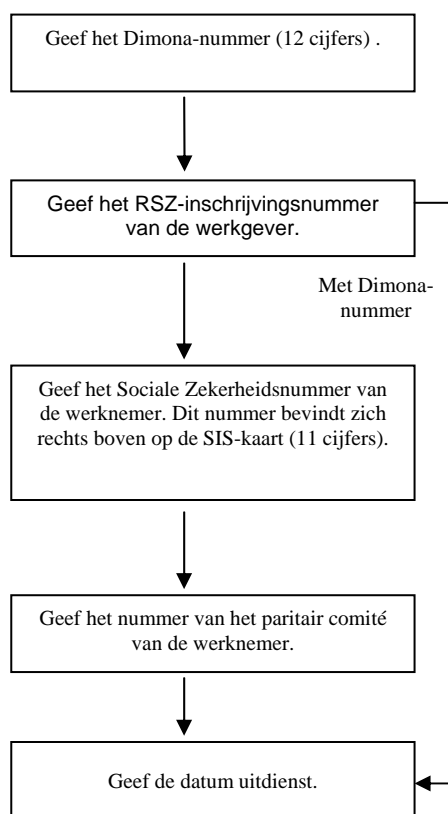 Geef het Dimona-nummer (12 cijfers) .
Geef het RSZ-inschrijvingsnummer
van de werkgever.
Met Dimona-
nummer
Geef het Sociale Zekerheidsnummer van
de werknemer. Dit nummer bevindt zich
rechts boven op de SIS-kaart (11 cijfers).
Geef het nummer van het paritair comité
van de werknemer.
Geef de datum uitdienst.